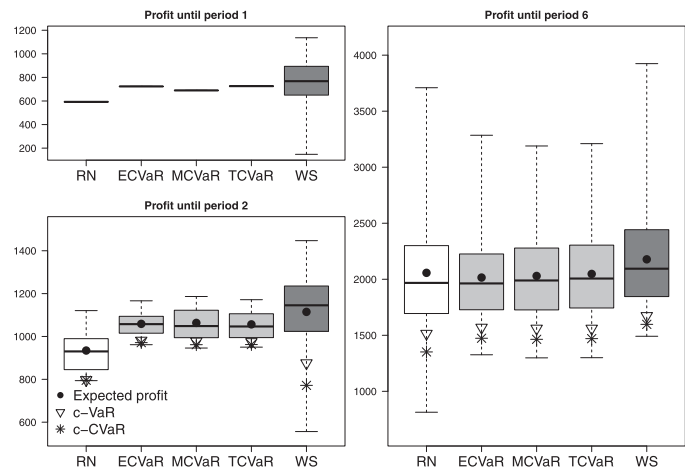 Profit until period 1
1200
1000
800
600
400
200
RN ECVaR MCVaR TCVaR WS
Profit until period 2
1400
1200
1000
800
600
Expected profit
c−VaR
c−CVaR
RN ECVaR MCVaR TCVaR WS
Profit until period 6
4000
3500
3000
2500
2000
1500
1000
RN ECVaR MCVaR TCVaR WS